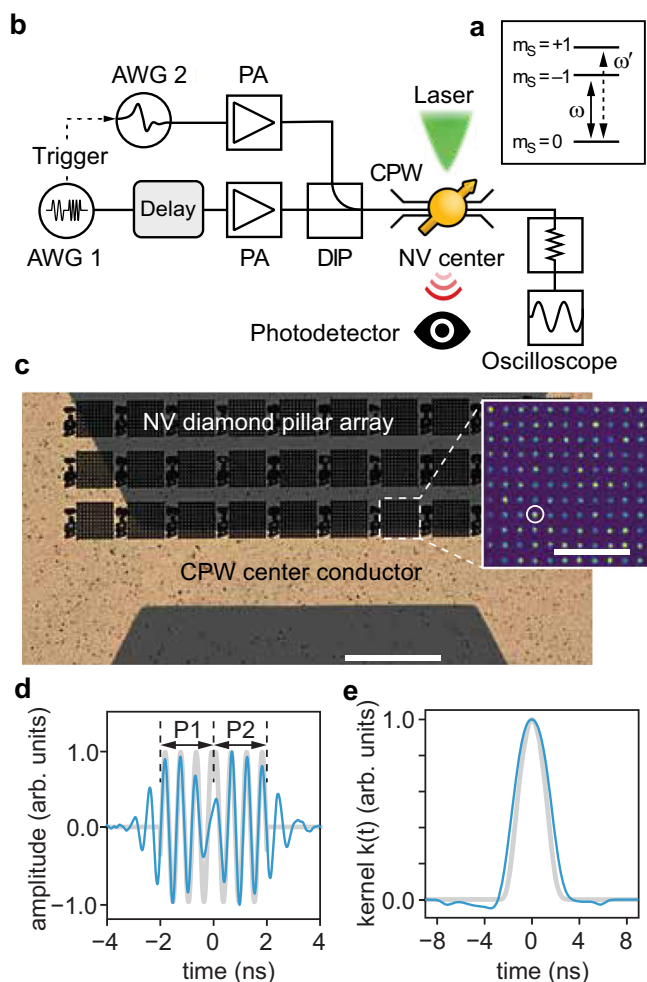 b
a
mS = +1
mS = −1
mS = 0
ω
ω′
AWG 2
PA
Laser
Trigger
CPW
Delay
AWG 1
PA
DIP
NV center
Photodetector
Oscilloscope
c
NV diamond pillar array
CPW center conductor
d
P1
P2
amplitude (arb. units)
1.0
0.0
−1.0
−4
−2
0
2
4
time (ns)
e
kernel k(t) (arb. units)
1.0
0.0
−8
−4
0
4
8
time (ns)